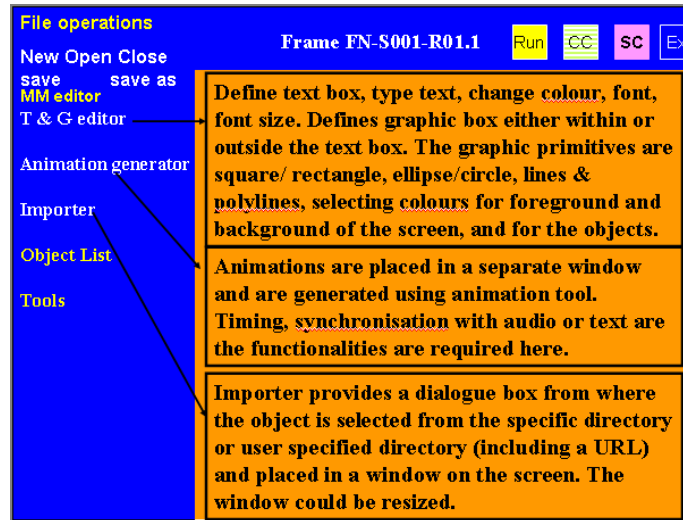 File operations
Frame FN-S001-R01.1 Run CC SC
New Open Close
save save as
MM editor
T & G editor
Animation generator
Importer
Object List
Tools
Define text box, type text, change colour, font,
font size. Defines graphic box either within or
outside the text box. The graphic primitives are
square/ rectangle, ellipse/circle, lines &
polylines, selecting colours for foreground and
background of the screen, and for the objects.
Animations are placed in a separate window
and are generated using animation tool.
Timing, synchronisation with audio or text are
the functionalities are required here.
Importer provides a dialogue box from where
the object is selected from the specific directory
or user specified directory (including a URL)
and placed in a window on the screen. The
window could be resized.